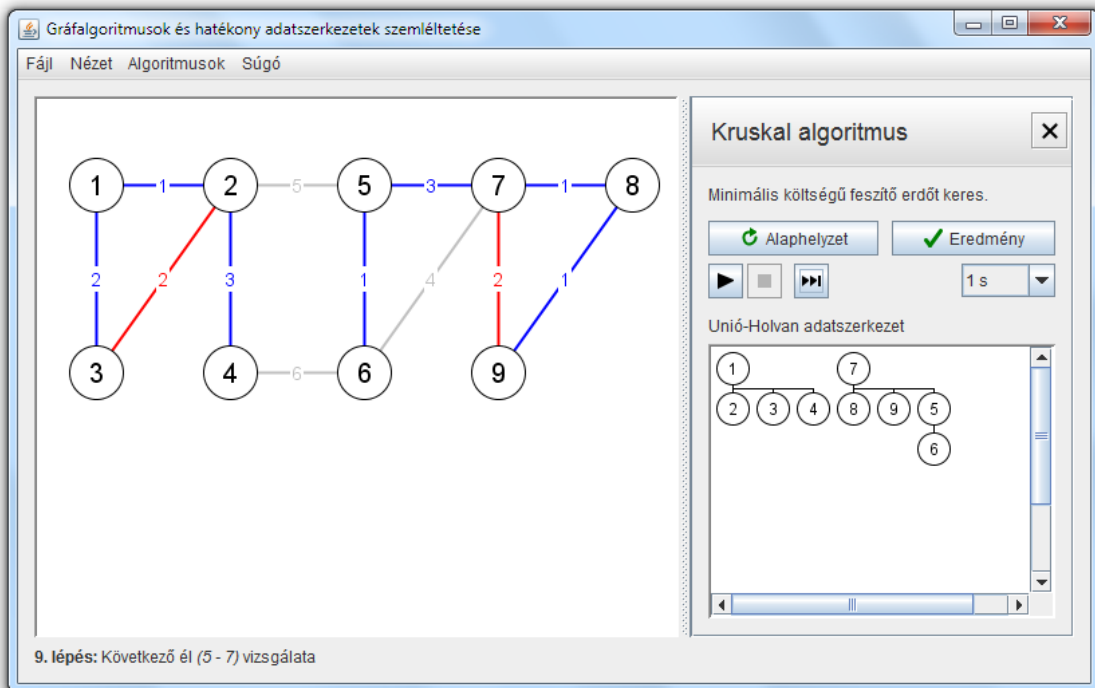 Gráfalgoritmusok és hatékony adatszerkezetek szemléltetése
Fájl Nézet Algoritmusok Súgó
1 1 2 5 5 3 7 1 8
2 2 3 1 4 2 1
3 4 6 6 9
Kruskal algoritmus
Minimális költségű feszítő erdőt keres.
Alaphelyzet Eredmény
1 s
Unió-Holvan adatszerkezet
1 7
2 3 4 8 9 5
6
9. lépés: Következő él (5 - 7) vizsgálata